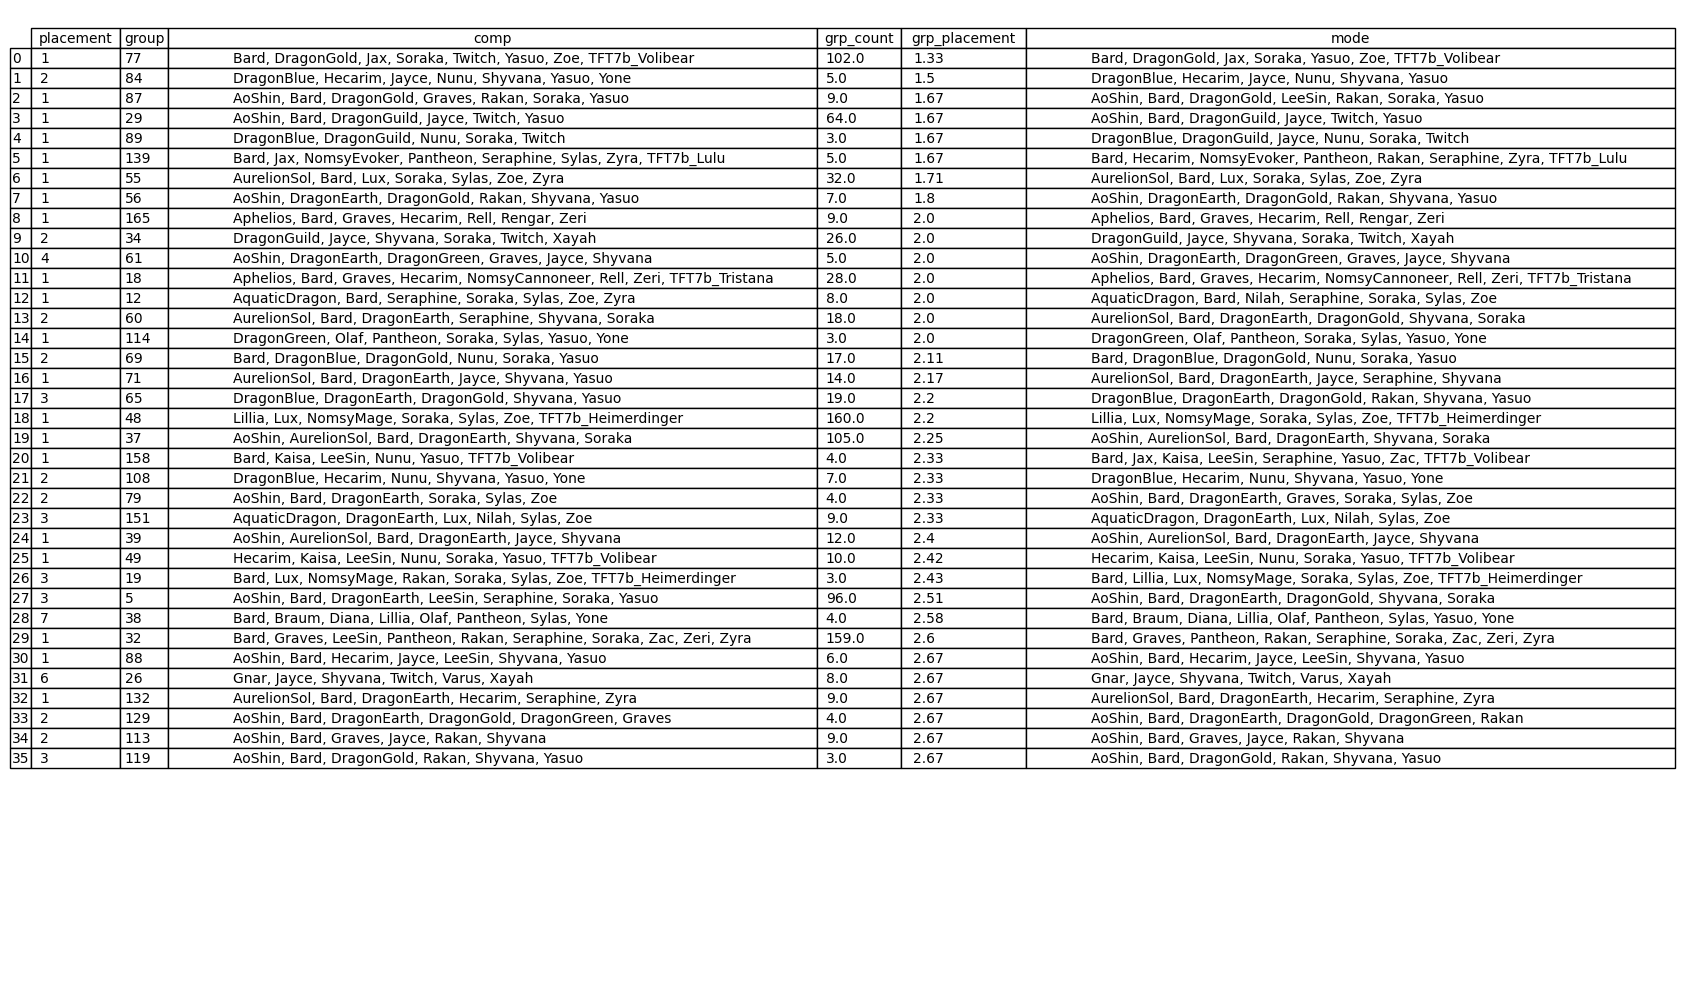 placement group comp grp_count grp_placement mode
0 1 77 Bard, DragonGold, Jax, Soraka, Twitch, Yasuo, Zoe, TFT7b_Volibear 102.0 1.33 Bard, DragonGold, Jax, Soraka, Yasuo, Zoe, TFT7b_Volibear
1 2 84 DragonBlue, Hecarim, Jayce, Nunu, Shyvana, Yasuo, Yone 5.0 1.5 DragonBlue, Hecarim, Jayce, Nunu, Shyvana, Yasuo
2 1 87 AoShin, Bard, DragonGold, Graves, Rakan, Soraka, Yasuo 9.0 1.67 AoShin, Bard, DragonGold, LeeSin, Rakan, Soraka, Yasuo
3 1 29 AoShin, Bard, DragonGuild, Jayce, Twitch, Yasuo 64.0 1.67 AoShin, Bard, DragonGuild, Jayce, Twitch, Yasuo
4 1 89 DragonBlue, DragonGuild, Nunu, Soraka, Twitch 3.0 1.67 DragonBlue, DragonGuild, Jayce, Nunu, Soraka, Twitch
5 1 139 Bard, Jax, NomsyEvoker, Pantheon, Seraphine, Sylas, Zyra, TFT7b_Lulu 5.0 1.67 Bard, Hecarim, NomsyEvoker, Pantheon, Rakan, Seraphine, Zyra, TFT7b_Lulu
6 1 55 AurelionSol, Bard, Lux, Soraka, Sylas, Zoe, Zyra 32.0 1.71 AurelionSol, Bard, Lux, Soraka, Sylas, Zoe, Zyra
7 1 56 AoShin, DragonEarth, DragonGold, Rakan, Shyvana, Yasuo 7.0 1.8 AoShin, DragonEarth, DragonGold, Rakan, Shyvana, Yasuo
8 1 165 Aphelios, Bard, Graves, Hecarim, Rell, Rengar, Zeri 9.0 2.0 Aphelios, Bard, Graves, Hecarim, Rell, Rengar, Zeri
9 2 34 DragonGuild, Jayce, Shyvana, Soraka, Twitch, Xayah 26.0 2.0 DragonGuild, Jayce, Shyvana, Soraka, Twitch, Xayah
10 4 61 AoShin, DragonEarth, DragonGreen, Graves, Jayce, Shyvana 5.0 2.0 AoShin, DragonEarth, DragonGreen, Graves, Jayce, Shyvana
11 1 18 Aphelios, Bard, Graves, Hecarim, NomsyCannoneer, Rell, Zeri, TFT7b_Tristana 28.0 2.0 Aphelios, Bard, Graves, Hecarim, NomsyCannoneer, Rell, Zeri, TFT7b_Tristana
12 1 12 AquaticDragon, Bard, Seraphine, Soraka, Sylas, Zoe, Zyra 8.0 2.0 AquaticDragon, Bard, Nilah, Seraphine, Soraka, Sylas, Zoe
13 2 60 AurelionSol, Bard, DragonEarth, Seraphine, Shyvana, Soraka 18.0 2.0 AurelionSol, Bard, DragonEarth, DragonGold, Shyvana, Soraka
14 1 114 DragonGreen, Olaf, Pantheon, Soraka, Sylas, Yasuo, Yone 3.0 2.0 DragonGreen, Olaf, Pantheon, Soraka, Sylas, Yasuo, Yone
15 2 69 Bard, DragonBlue, DragonGold, Nunu, Soraka, Yasuo 17.0 2.11 Bard, DragonBlue, DragonGold, Nunu, Soraka, Yasuo
16 1 71 AurelionSol, Bard, DragonEarth, Jayce, Shyvana, Yasuo 14.0 2.17 AurelionSol, Bard, DragonEarth, Jayce, Seraphine, Shyvana
17 3 65 DragonBlue, DragonEarth, DragonGold, Shyvana, Yasuo 19.0 2.2 DragonBlue, DragonEarth, DragonGold, Rakan, Shyvana, Yasuo
18 1 48 Lillia, Lux, NomsyMage, Soraka, Sylas, Zoe, TFT7b_Heimerdinger 160.0 2.2 Lillia, Lux, NomsyMage, Soraka, Sylas, Zoe, TFT7b_Heimerdinger
19 1 37 AoShin, AurelionSol, Bard, DragonEarth, Shyvana, Soraka 105.0 2.25 AoShin, AurelionSol, Bard, DragonEarth, Shyvana, Soraka
20 1 158 Bard, Kaisa, LeeSin, Nunu, Yasuo, TFT7b_Volibear 4.0 2.33 Bard, Jax, Kaisa, LeeSin, Seraphine, Yasuo, Zac, TFT7b_Volibear
21 2 108 DragonBlue, Hecarim, Nunu, Shyvana, Yasuo, Yone 7.0 2.33 DragonBlue, Hecarim, Nunu, Shyvana, Yasuo, Yone
22 2 79 AoShin, Bard, DragonEarth, Soraka, Sylas, Zoe 4.0 2.33 AoShin, Bard, DragonEarth, Graves, Soraka, Sylas, Zoe
23 3 151 AquaticDragon, DragonEarth, Lux, Nilah, Sylas, Zoe 9.0 2.33 AquaticDragon, DragonEarth, Lux, Nilah, Sylas, Zoe
24 1 39 AoShin, AurelionSol, Bard, DragonEarth, Jayce, Shyvana 12.0 2.4 AoShin, AurelionSol, Bard, DragonEarth, Jayce, Shyvana
25 1 49 Hecarim, Kaisa, LeeSin, Nunu, Soraka, Yasuo, TFT7b_Volibear 10.0 2.42 Hecarim, Kaisa, LeeSin, Nunu, Soraka, Yasuo, TFT7b_Volibear
26 3 19 Bard, Lux, NomsyMage, Rakan, Soraka, Sylas, Zoe, TFT7b_Heimerdinger 3.0 2.43 Bard, Lillia, Lux, NomsyMage, Soraka, Sylas, Zoe, TFT7b_Heimerdinger
27 3 5 AoShin, Bard, DragonEarth, LeeSin, Seraphine, Soraka, Yasuo 96.0 2.51 AoShin, Bard, DragonEarth, DragonGold, Shyvana, Soraka
28 7 38 Bard, Braum, Diana, Lillia, Olaf, Pantheon, Sylas, Yone 4.0 2.58 Bard, Braum, Diana, Lillia, Olaf, Pantheon, Sylas, Yasuo, Yone
29 1 32 Bard, Graves, LeeSin, Pantheon, Rakan, Seraphine, Soraka, Zac, Zeri, Zyra 159.0 2.6 Bard, Graves, Pantheon, Rakan, Seraphine, Soraka, Zac, Zeri, Zyra
30 1 88 AoShin, Bard, Hecarim, Jayce, LeeSin, Shyvana, Yasuo 6.0 2.67 AoShin, Bard, Hecarim, Jayce, LeeSin, Shyvana, Yasuo
31 6 26 Gnar, Jayce, Shyvana, Twitch, Varus, Xayah 8.0 2.67 Gnar, Jayce, Shyvana, Twitch, Varus, Xayah
32 1 132 AurelionSol, Bard, DragonEarth, Hecarim, Seraphine, Zyra 9.0 2.67 AurelionSol, Bard, DragonEarth, Hecarim, Seraphine, Zyra
33 2 129 AoShin, Bard, DragonEarth, DragonGold, DragonGreen, Graves 4.0 2.67 AoShin, Bard, DragonEarth, DragonGold, DragonGreen, Rakan
34 2 113 AoShin, Bard, Graves, Jayce, Rakan, Shyvana 9.0 2.67 AoShin, Bard, Graves, Jayce, Rakan, Shyvana
35 3 119 AoShin, Bard, DragonGold, Rakan, Shyvana, Yasuo 3.0 2.67 AoShin, Bard, DragonGold, Rakan, Shyvana, Yasuo